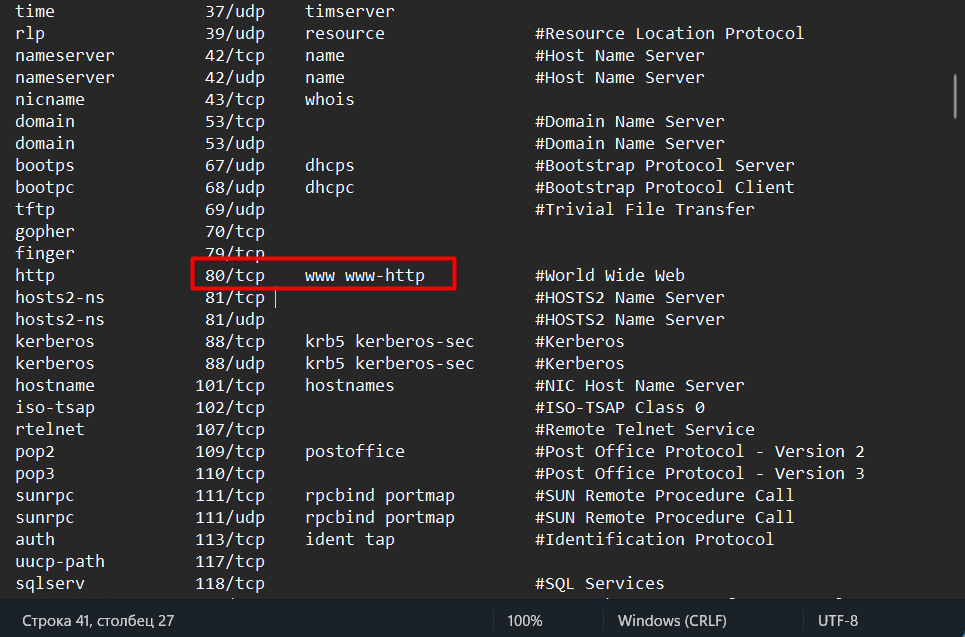 time 37/udp timserver
rlp 39/udp resource #Resource Location Protocol
nameserver 42/tcp name #Host Name Server
nameserver 42/udp name #Host Name Server
nicname 43/tcp whois
domain 53/tcp #Domain Name Server
domain 53/udp #Domain Name Server
bootps 67/udp dhcps #Bootstrap Protocol Server
bootpc 68/udp dhcpc #Bootstrap Protocol Client
tftp 69/udp #Trivial File Transfer
gopher 70/tcp
finger 79/tcp
http 80/tcp www www-http #World Wide Web
hosts2-ns 81/tcp #HOSTS2 Name Server
hosts2-ns 81/udp #HOSTS2 Name Server
kerberos 88/tcp krb5 kerberos-sec #Kerberos
kerberos 88/udp krb5 kerberos-sec #Kerberos
hostname 101/tcp hostnames #NIC Host Name Server
iso-tsap 102/tcp #ISO-TSAP Class 0
rtelnet 107/tcp #Remote Telnet Service
pop2 109/tcp postoffice #Post Office Protocol - Version 2
pop3 110/tcp #Post Office Protocol - Version 3
sunrpc 111/tcp rpcbind portmap #SUN Remote Procedure Call
sunrpc 111/udp rpcbind portmap #SUN Remote Procedure Call
auth 113/tcp ident tap #Identification Protocol
uucp-path 117/tcp
sqlserv 118/tcp #SQL Services
Строка 41, столбец 27 100% Windows (CRLF) UTF-8